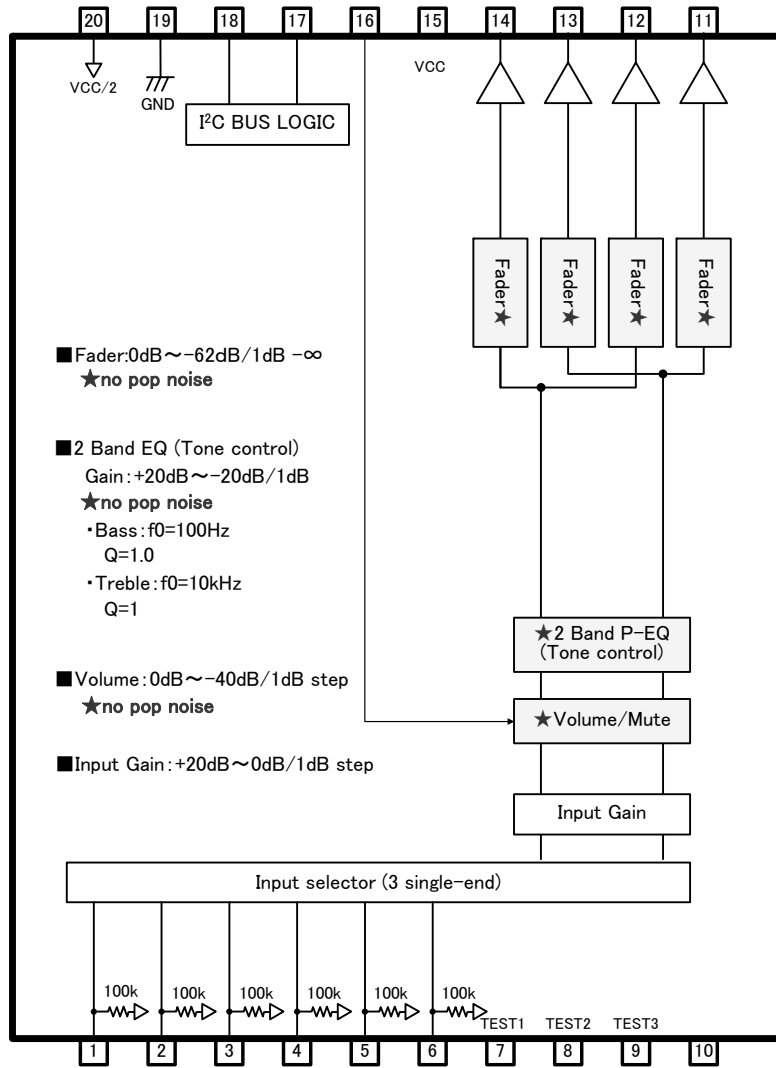 20 19 18 17 16 15 14 13 12 11
VCC/2
GND
I²C BUS LOGIC
VCC
Fader★ Fader★ Fader★ Fader★
■Fader:0dB～−62dB/1dB −∞
★no pop noise
■2 Band EQ (Tone control)
Gain:+20dB～−20dB/1dB
★no pop noise
・Bass:f0=100Hz
Q=1.0
・Treble:f0=10kHz
Q=1
★2 Band P−EQ
(Tone control)
■Volume:0dB～−40dB/1dB step
★no pop noise
★Volume/Mute
■Input Gain:+20dB～0dB/1dB step
Input Gain
Input selector (3 single−end)
100k 100k 100k 100k 100k 100k
TEST1 TEST2 TEST3
1 2 3 4 5 6 7 8 9 10